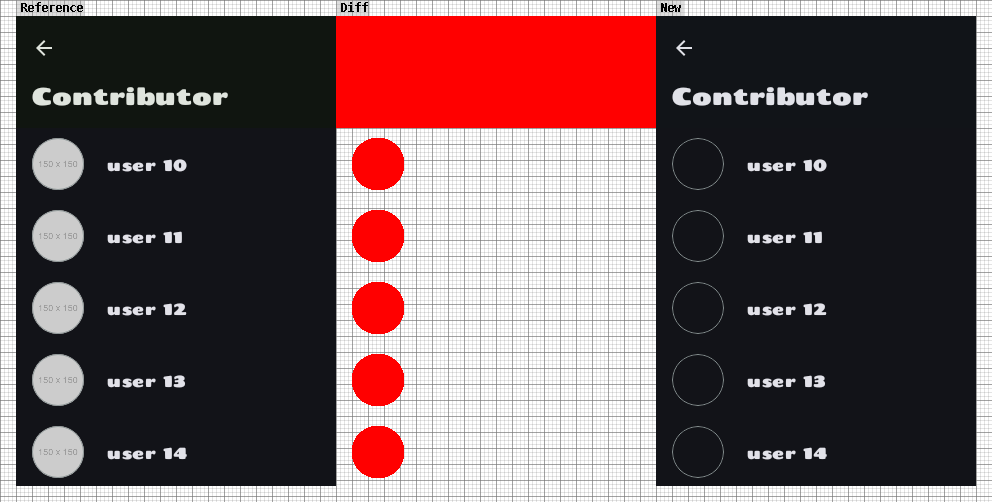 Reference Diff New
Contributor Contributor
150 x 150 user 10 user 10
150 x 150 user 11 user 11
150 x 150 user 12 user 12
150 x 150 user 13 user 13
150 x 150 user 14 user 14